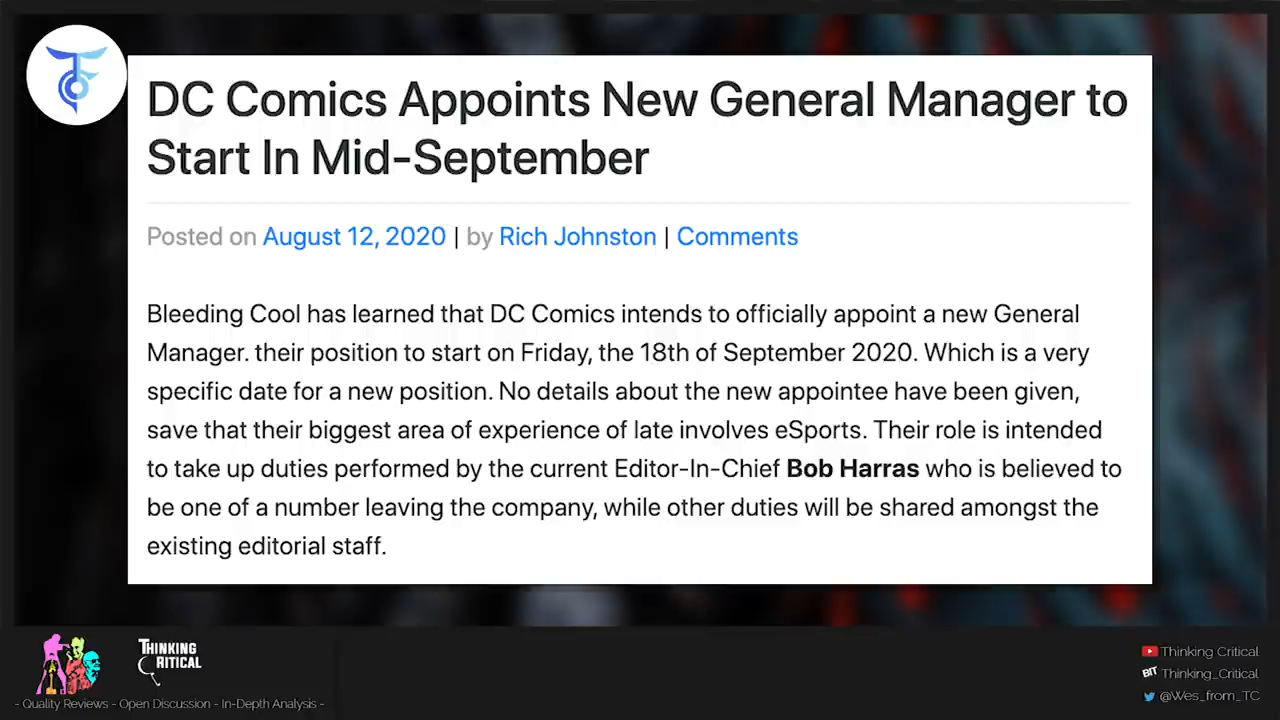 DC Comics Appoints New General Manager to
Start In Mid-September
Posted on August 12, 2020 | by Rich Johnston | Comments
Bleeding Cool has learned that DC Comics intends to officially appoint a new General
Manager. their position to start on Friday, the 18th of September 2020. Which is a very
specific date for a new position. No details about the new appointee have been given,
save that their biggest area of experience of late involves eSports. Their role is intended
to take up duties performed by the current Editor-In-Chief Bob Harras who is believed to
be one of a number leaving the company, while other duties will be shared amongst the
existing editorial staff.
THINKING
CRITICAL
- Quality Reviews - Open Discussion - In-Depth Analysis -
Thinking Critical
BIT Thinking_Critical
@Wes_from_TC